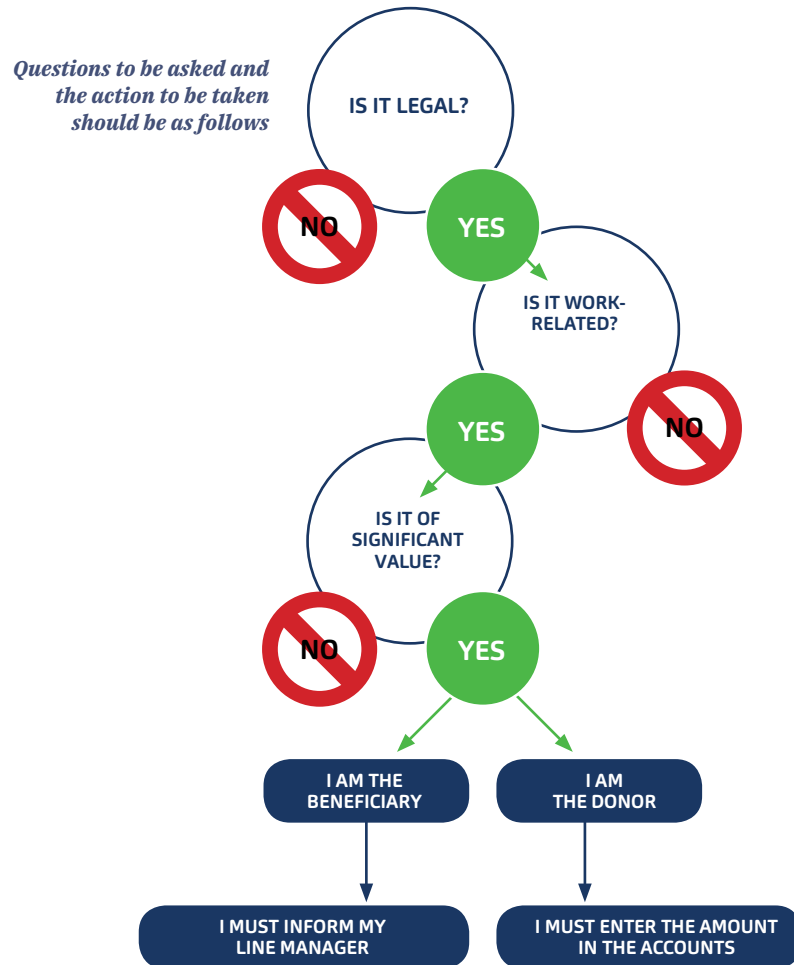 Questions to be asked and
the action to be taken
should be as follows
IS IT LEGAL?
NO
YES
IS IT WORK-
RELATED?
YES
NO
IS IT OF
SIGNIFICANT
VALUE?
NO
YES
I AM THE
BENEFICIARY
I AM
THE DONOR
I MUST INFORM MY
LINE MANAGER
I MUST ENTER THE AMOUNT
IN THE ACCOUNTS